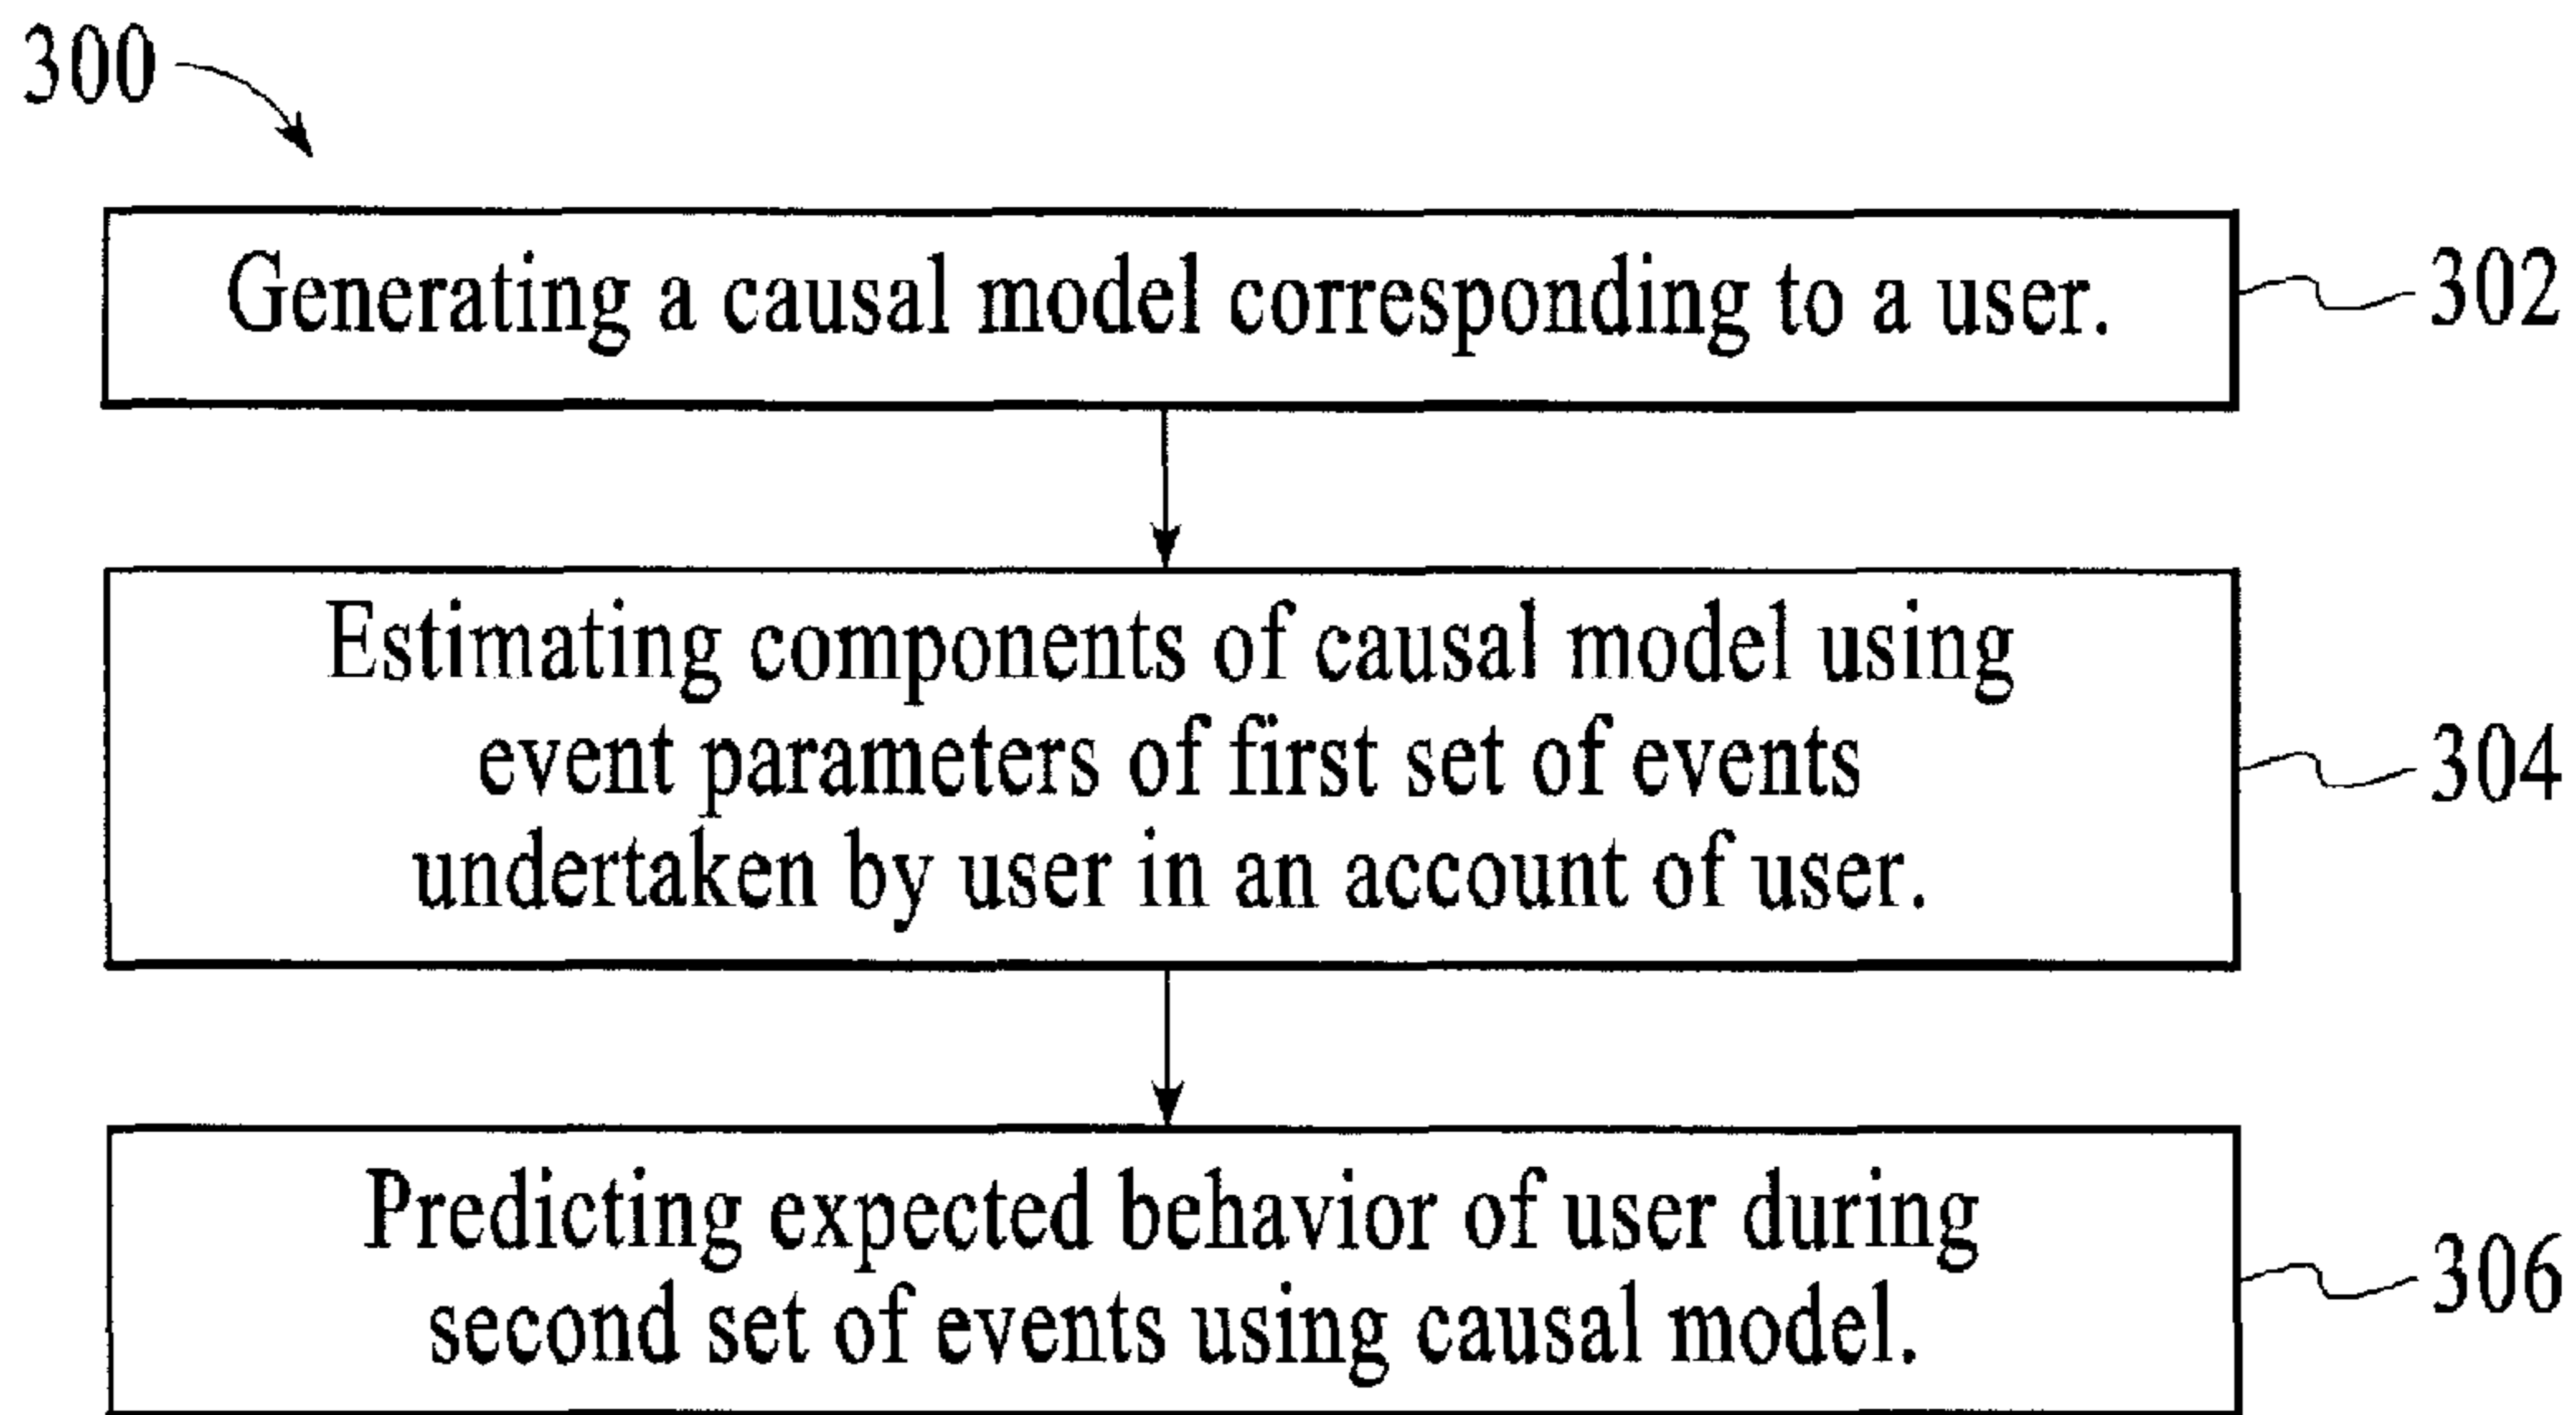 300
Generating a causal model corresponding to a user.
302
Estimating components of causal model using
event parameters of first set of events
undertaken by user in an account of user.
304
Predicting expected behavior of user during
second set of events using causal model.
306